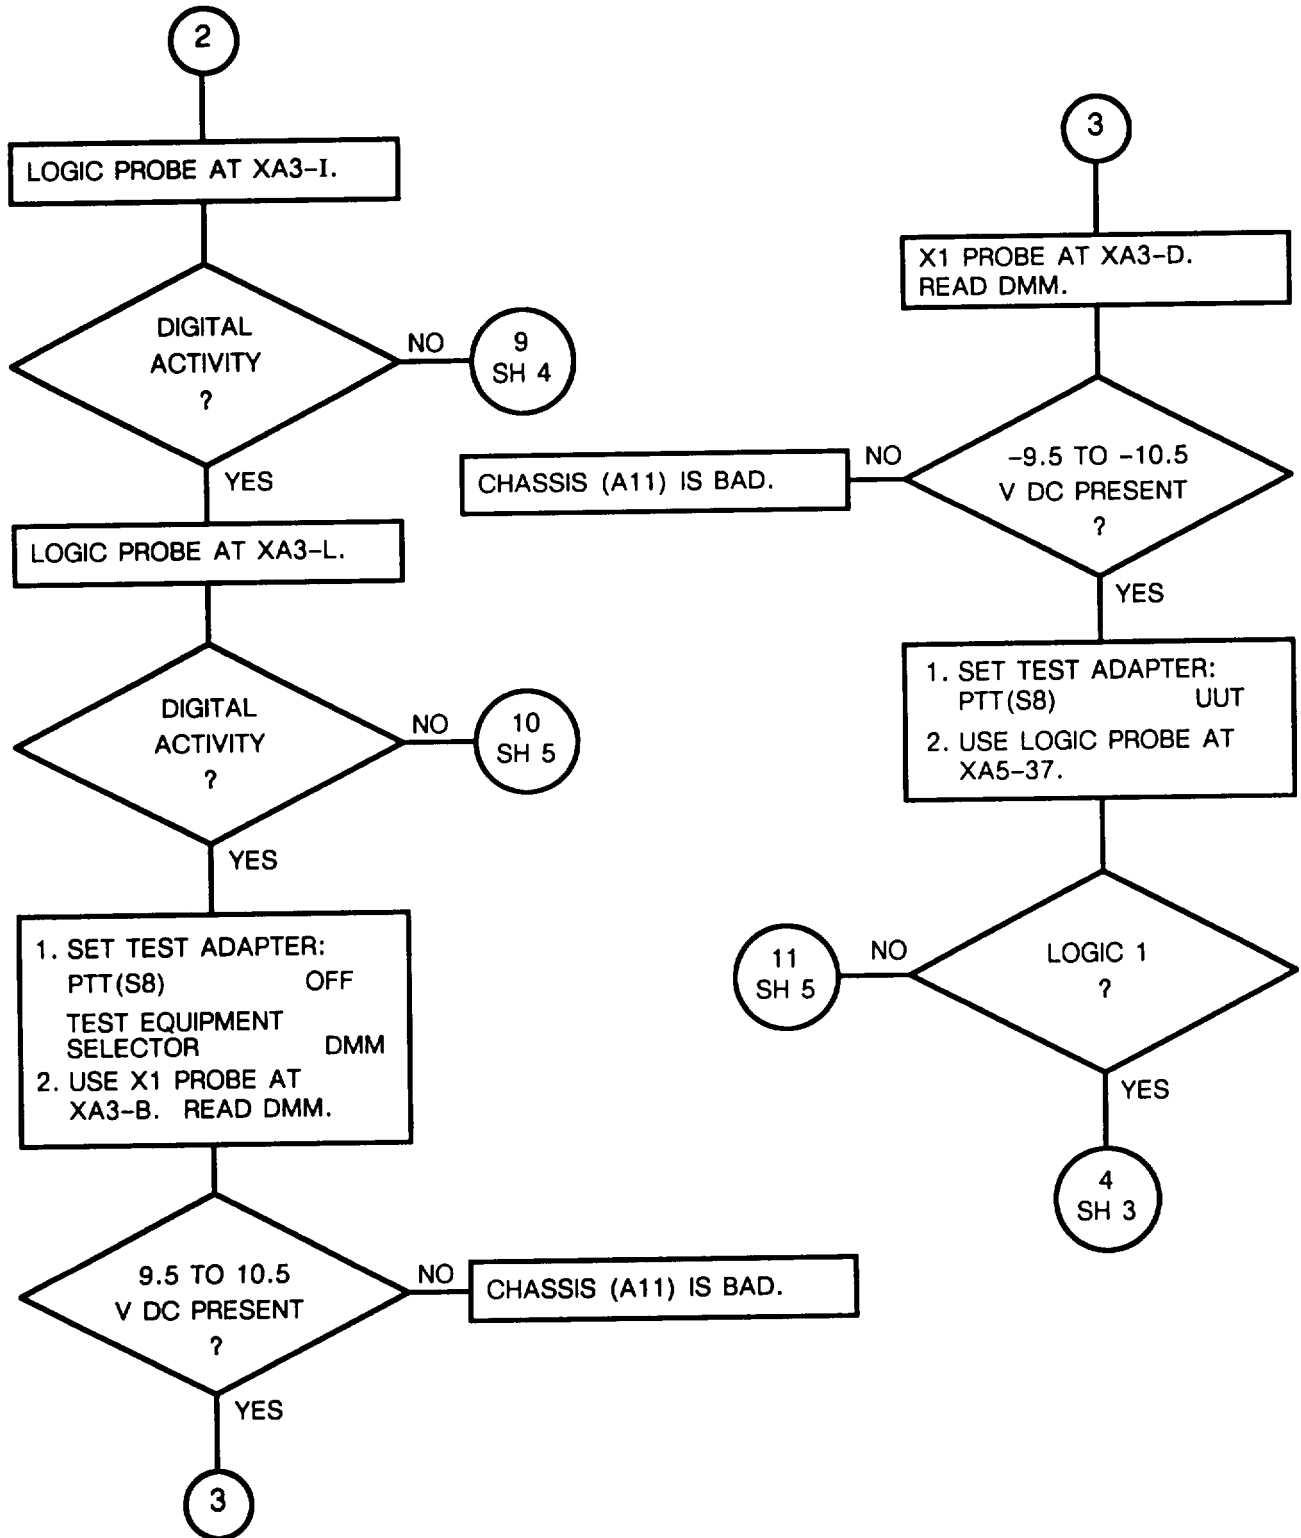 2
LOGIC PROBE AT XA3-I.
DIGITAL
ACTIVITY
?
NO
9
SH 4
YES
LOGIC PROBE AT XA3-L.
DIGITAL
ACTIVITY
?
NO
10
SH 5
YES
1. SET TEST ADAPTER:
PTT(S8) OFF
TEST EQUIPMENT
SELECTOR DMM
2. USE X1 PROBE AT
XA3-B. READ DMM.
9.5 TO 10.5
V DC PRESENT
?
NO
CHASSIS (A11) IS BAD.
YES
3
3
X1 PROBE AT XA3-D.
READ DMM.
-9.5 TO -10.5
V DC PRESENT
?
NO
CHASSIS (A11) IS BAD.
YES
1. SET TEST ADAPTER:
PTT(S8) UUT
2. USE LOGIC PROBE AT
XA5-37.
LOGIC 1
?
NO
11
SH 5
YES
4
SH 3